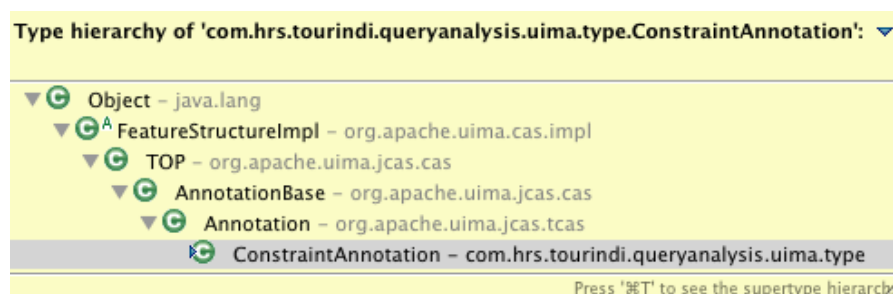 Type hierarchy of 'com.hrs.tourindi.queryanalysis.uima.type.ConstraintAnnotation':
Object – java.lang
A FeatureStructureImpl – org.apache.uima.cas.impl
TOP – org.apache.uima.jcas.cas
AnnotationBase – org.apache.uima.jcas.cas
Annotation – org.apache.uima.jcas.tcas
ConstraintAnnotation – com.hrs.tourindi.queryanalysis.uima.type
Press '⌘T' to see the supertype hierarchy